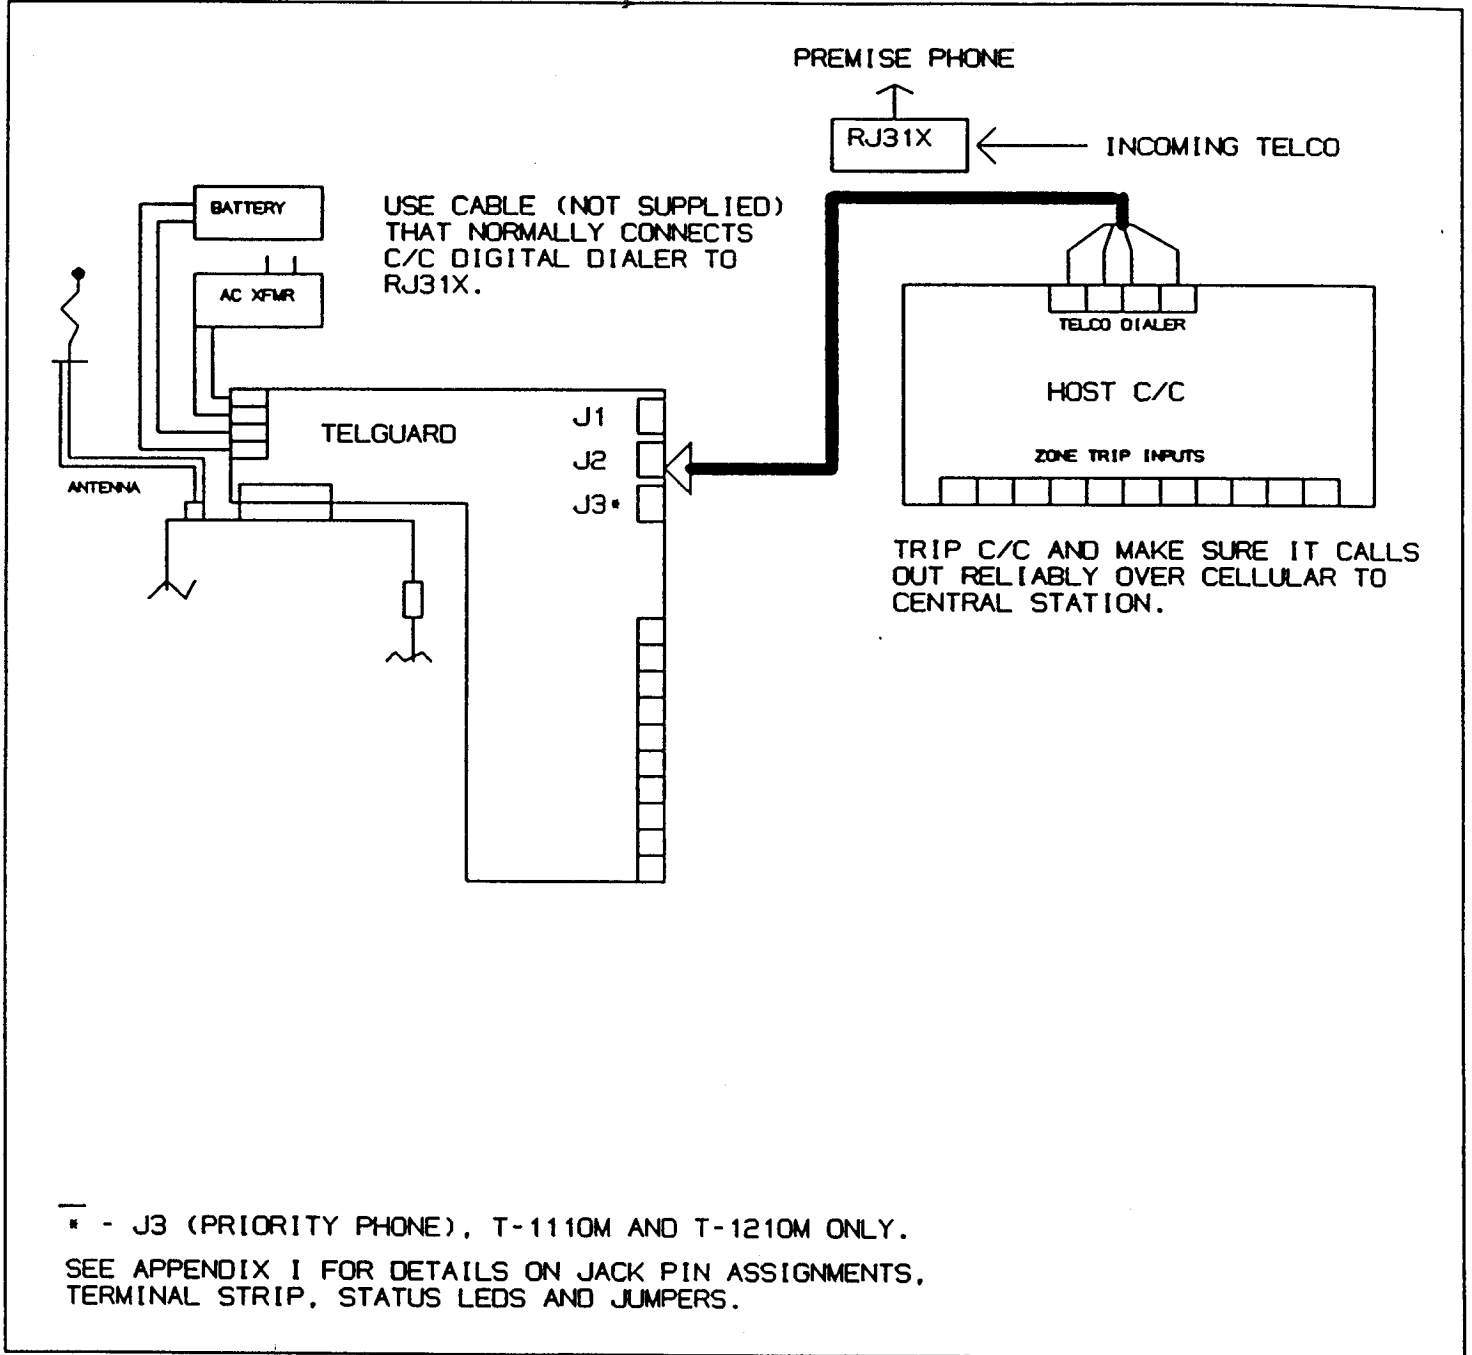 PREMISE PHONE
RJ31X
INCOMING TELCO
BATTERY
USE CABLE (NOT SUPPLIED)
THAT NORMALLY CONNECTS
C/C DIGITAL DIALER TO
RJ31X.
AC XFMR
TELCO DIALER
HOST C/C
ZONE TRIP INPUTS
TELGUARD
J1
J2
J3*
ANTENNA
TRIP C/C AND MAKE SURE IT CALLS
OUT RELIABLY OVER CELLULAR TO
CENTRAL STATION.
* - J3 (PRIORITY PHONE), T-1110M AND T-1210M ONLY.
SEE APPENDIX I FOR DETAILS ON JACK PIN ASSIGNMENTS,
TERMINAL STRIP, STATUS LEDS AND JUMPERS.